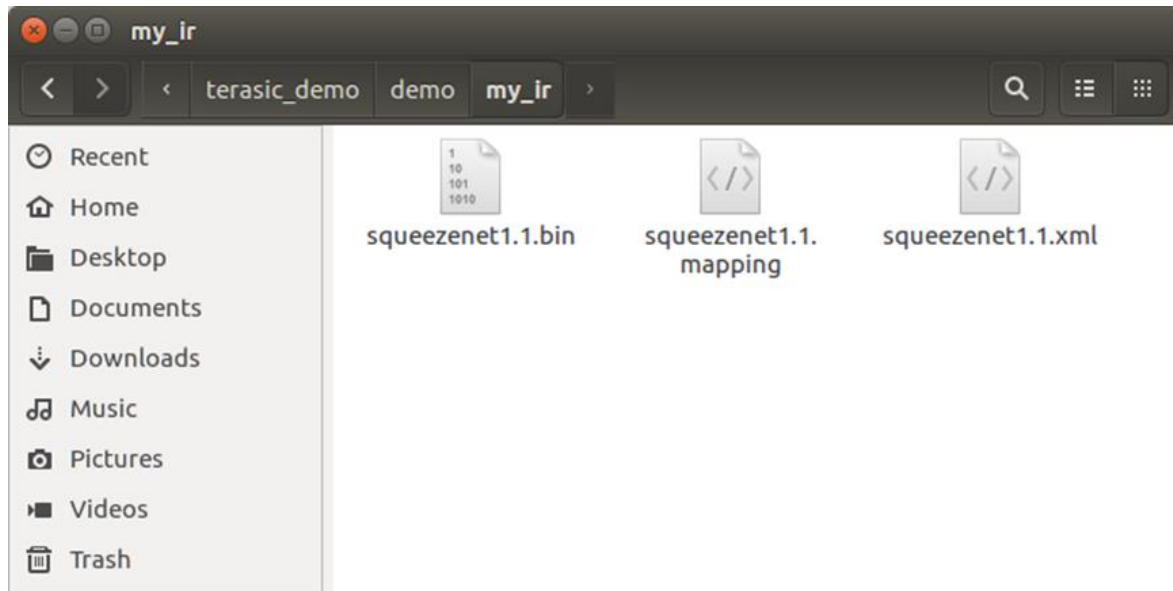 my_ir
terasic_demo demo my_ir
Recent
Home
Desktop
Documents
Downloads
Music
Pictures
Videos
Trash
1
10
101
1010
squeezenet1.1.bin
squeezenet1.1.
mapping
squeezenet1.1.xml